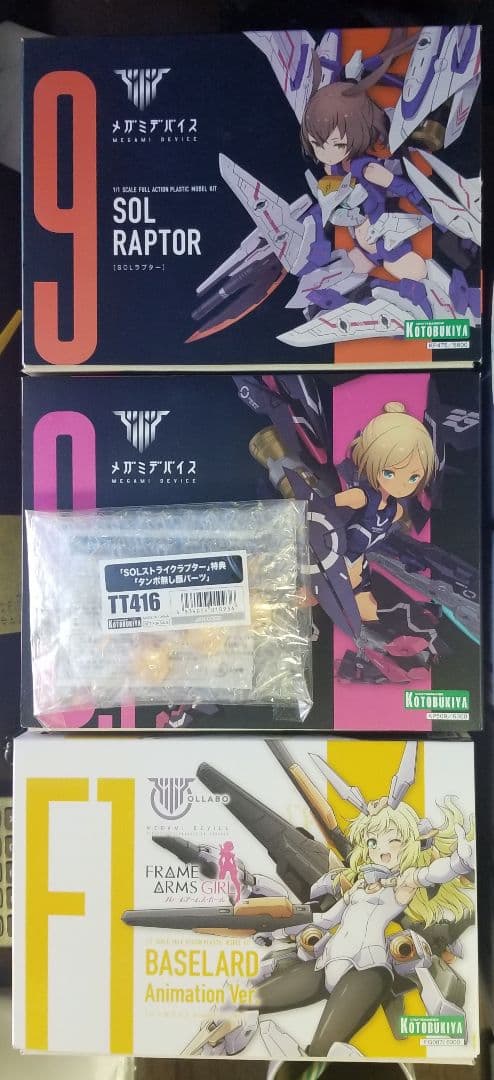 9
メガミデバイス
MEGAMI DEVICE
1/1 SCALE FULL ACTION PLASTIC MODEL KIT
SOL
RAPTOR
[SOLラプター]
KOTOBUKIYA
メガミデバイス
MEGAMI DEVICE
「SOLストライクラプター」特典
「タンポ無し顔パーツ」
TT416
KOTOBUKIYA
KOTOBUKIYA
F1
COLLABO
MEGAMI DEVICE
FRAME
ARMS GIRL
フレームアームズ・ガール
BASELARD
Animation Ver.
KOTOBUKIYA